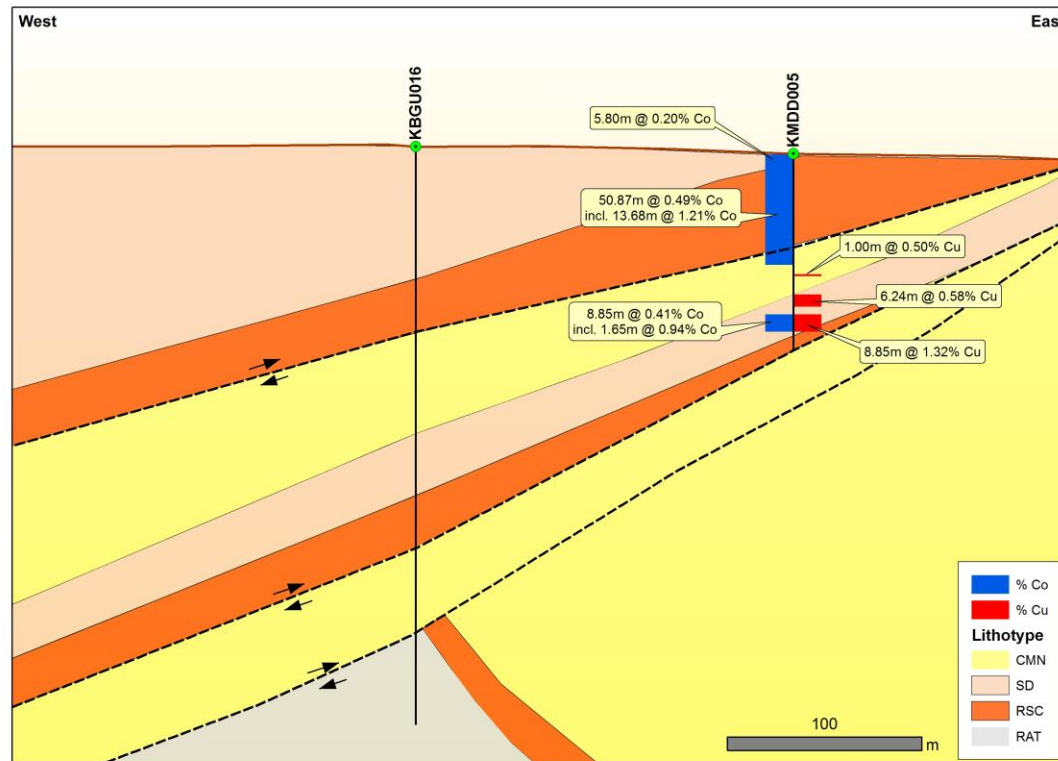 West
East
KBGU016
KMDD005
5.80m @ 0.20% Co
50.87m @ 0.49% Co
incl. 13.68m @ 1.21% Co
1.00m @ 0.50% Cu
6.24m @ 0.58% Cu
8.85m @ 0.41% Co
incl. 1.65m @ 0.94% Co
8.85m @ 1.32% Cu
% Co
% Cu
Lithotype
CMN
SD
RSC
RAT
100
m